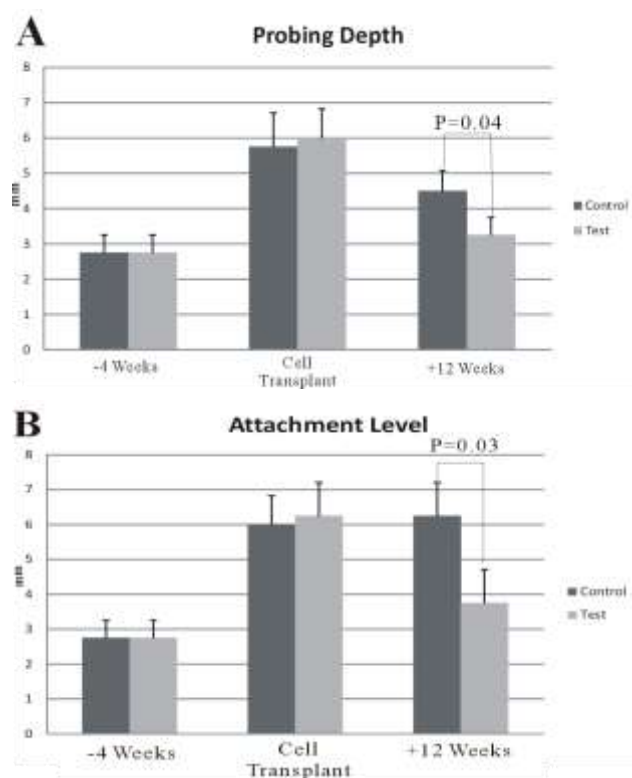 A
Probing Depth
8
7
6
5
4
3
2
1
0
mm
P=0.04
Control
Test
-4 Weeks
Cell
Transplant
+12 Weeks
B
Attachment Level
8
7
6
5
4
3
2
1
0
mm
P=0.03
Control
Test
-4 Weeks
Cell
Transplant
+12 Weeks